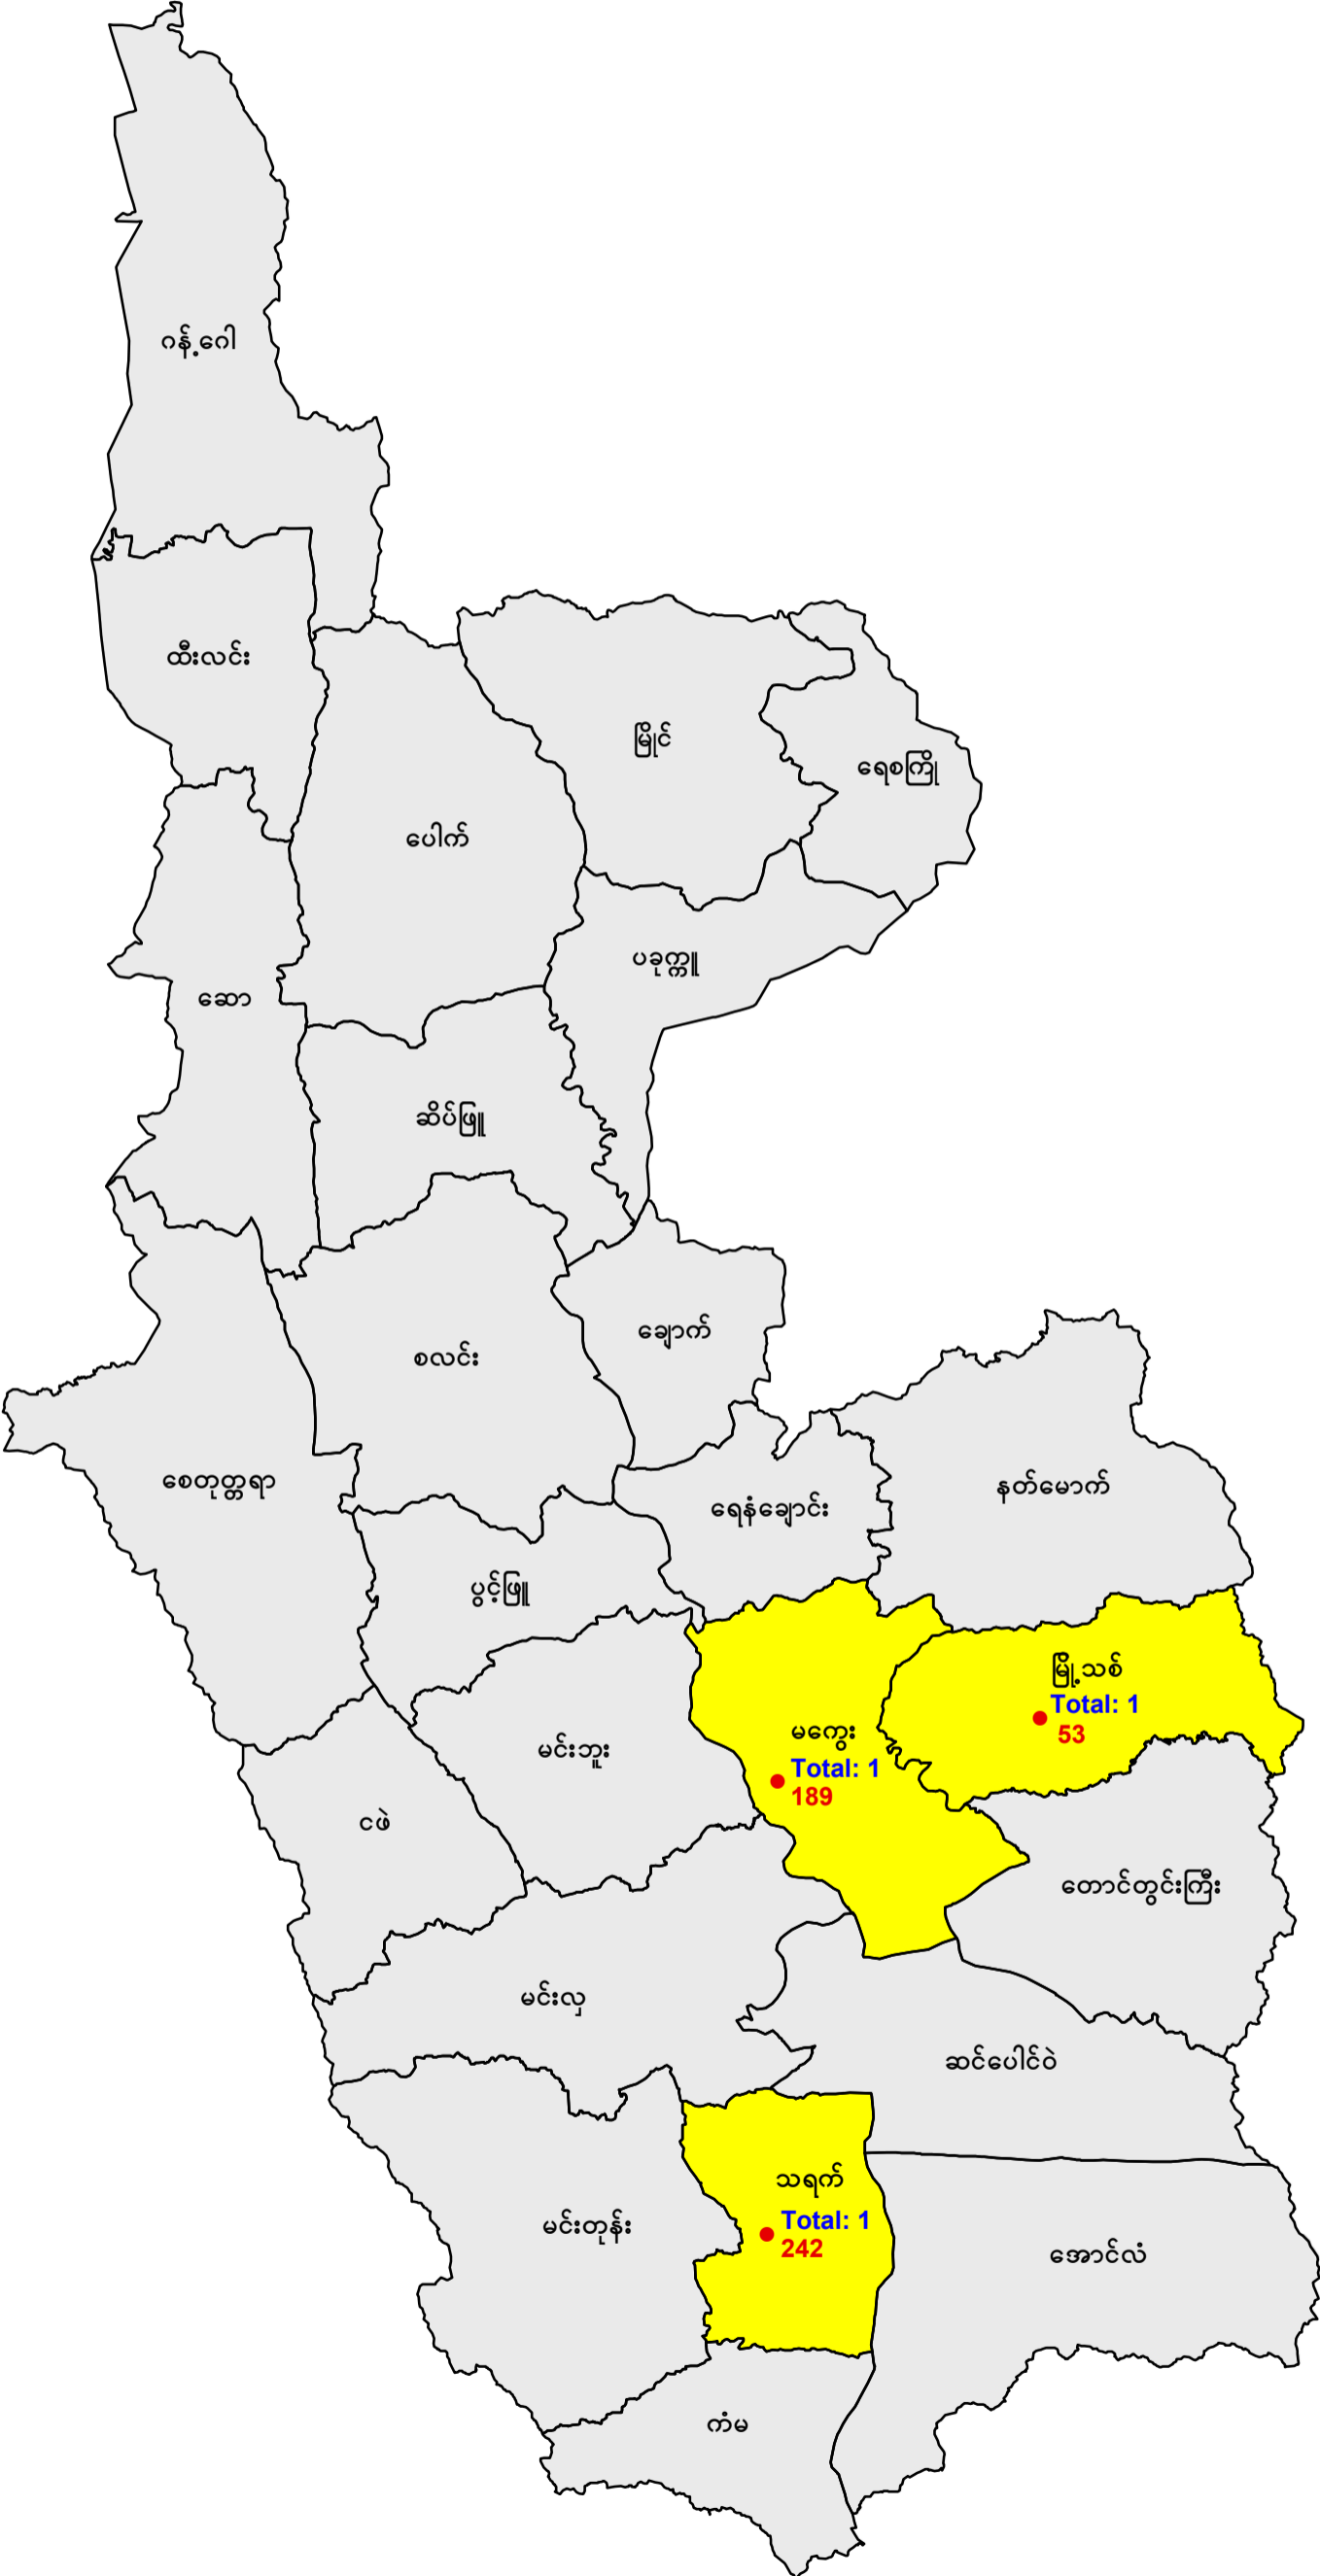 ဂန့်ဂေါ
ထီးလင်း
မြိုင်
ရေစကြို
ပေါက်
ပခုက္ကူ
ဆော
ဆိပ်ဖြူ
ချောက်
စလင်း
စေတုတ္တရာ
နတ်မောက်
ရေနံချောင်း
ပွင့်ဖြူ
မြို့သစ်
Total: 1
53
မကွေး
Total: 1
189
မင်းဘူး
ငဖဲ
တောင်တွင်းကြီး
မင်းလှ
ဆင်ပေါင်ဝဲ
သရက်
Total: 1
242
မင်းတုန်း
အောင်လံ
ကံမ